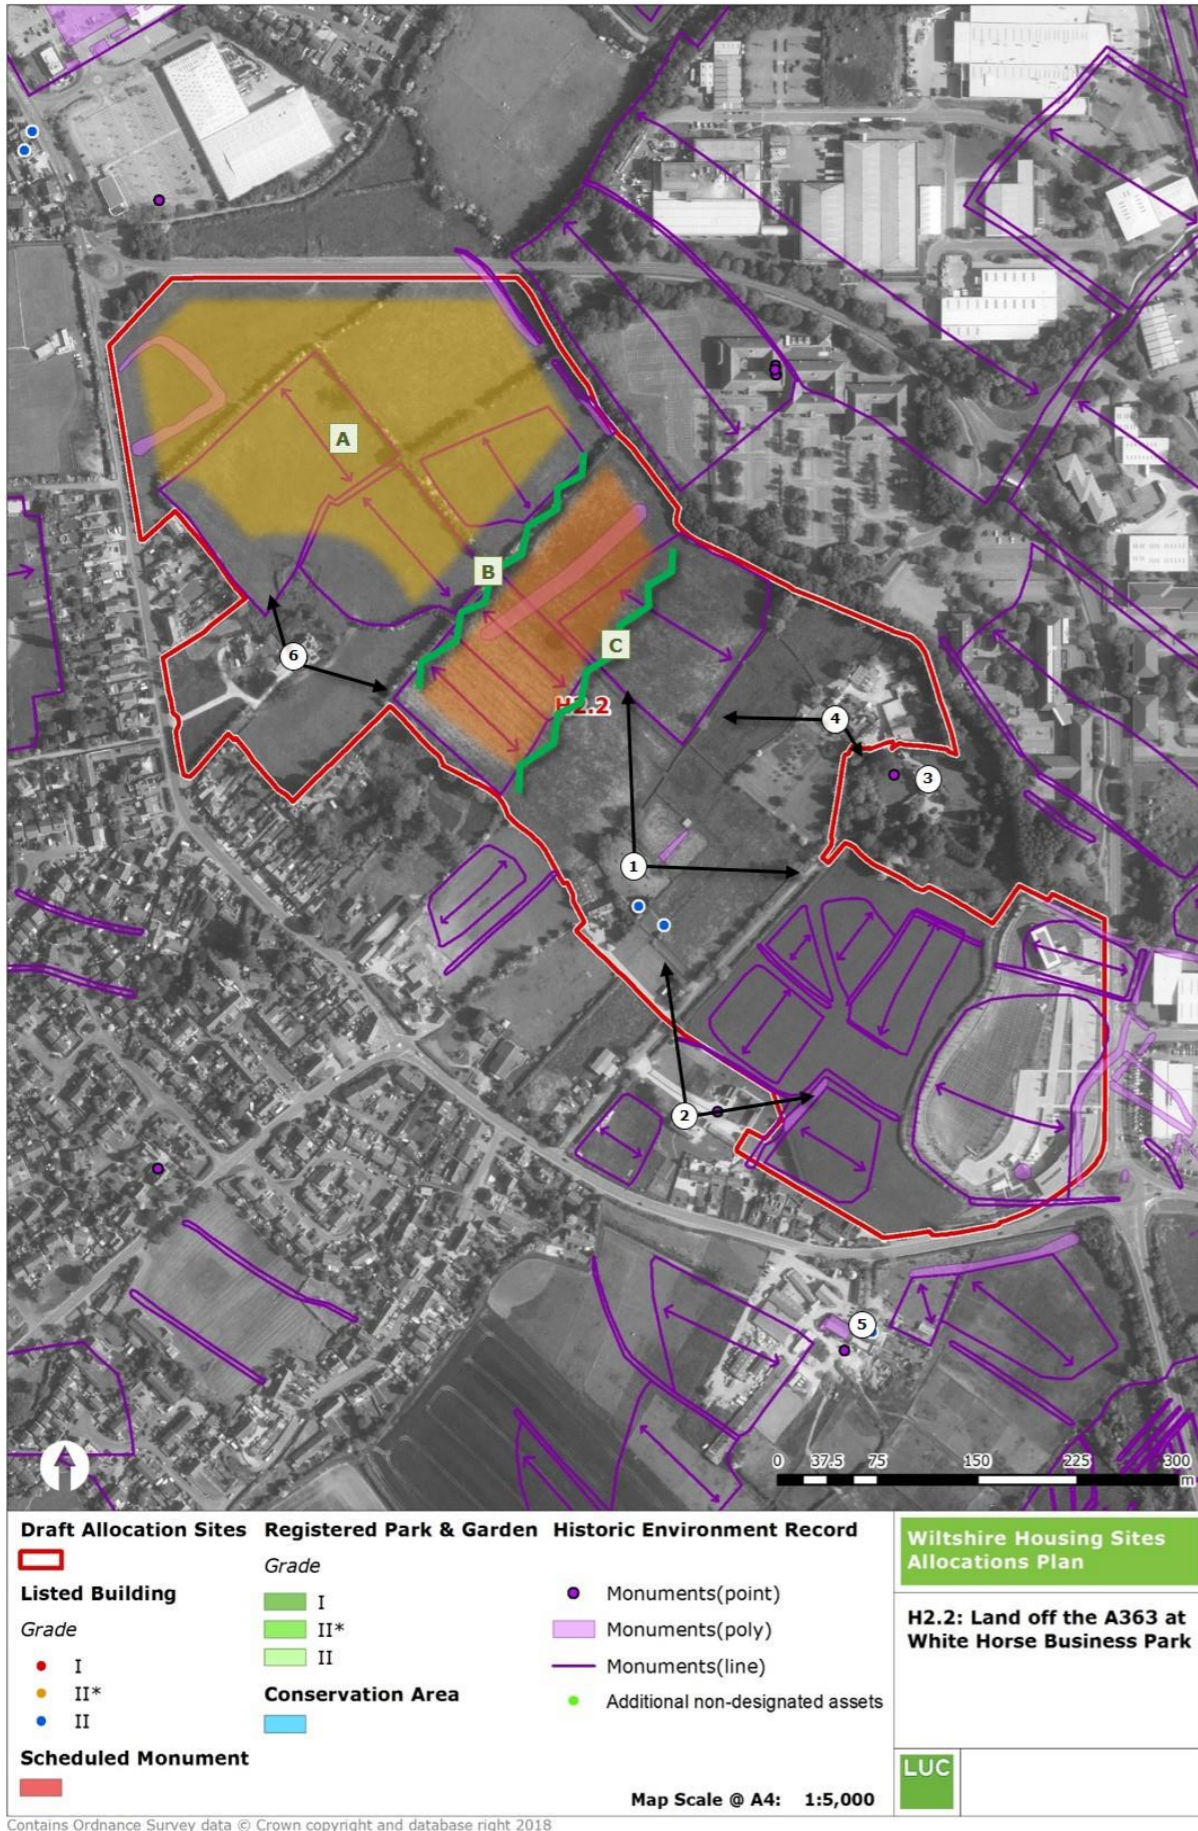 A
B
C
H2.2
6
4
3
1
2
5
0 37.5 75 150 225 300
m
Draft Allocation Sites
Listed Building
Grade
I
II*
II
Scheduled Monument
Registered Park & Garden
Grade
I
II*
II
Conservation Area
Historic Environment Record
Monuments(point)
Monuments(poly)
Monuments(line)
Additional non-designated assets
Map Scale @ A4: 1:5,000
Wiltshire Housing Sites
Allocations Plan
H2.2: Land off the A363 at
White Horse Business Park
LUC
Contains Ordnance Survey data © Crown copyright and database right 2018